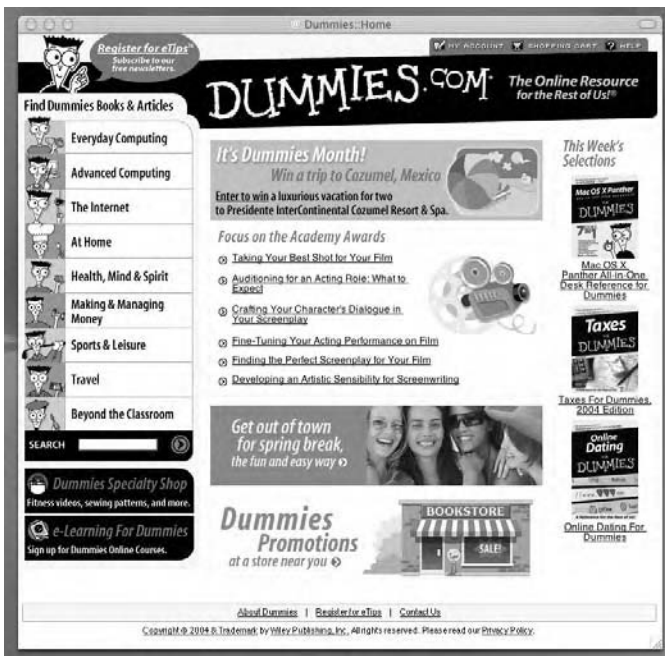 Dummies::Home
Register for eTips
Subscribe to our
free newsletters.
MY ACCOUNT SHOPPING CART ? HELP
DUMMIES.COM
The Online Resource
for the Rest of Us!®
Find Dummies Books & Articles
Everyday Computing
Advanced Computing
The Internet
At Home
Health, Mind & Spirit
Making & Managing
Money
Sports & Leisure
Travel
Beyond the Classroom
SEARCH
Dummies Specialty Shop
Fitness videos, sewing patterns, and more.
e-Learning For Dummies
Sign up for Dummies Online Courses.
It's Dummies Month!
Win a trip to Cozumel, Mexico
Enter to win a luxurious vacation for two
to Presidente InterContinental Cozumel Resort & Spa.
Focus on the Academy Awards
Taking Your Best Shot for Your Film
Auditioning for an Acting Role: What to
Expect
Crafting Your Character's Dialogue in
Your Screenplay
Fine-Tuning Your Acting Performance on Film
Finding the Perfect Screenplay for Your Film
Developing an Artistic Sensibility for Screenwriting
Get out of town
for spring break,
the fun and easy way
Dummies
Promotions
at a store near you
BOOKSTORE
SALE!
This Week's
Selections
Mac OS X Panther
DUMMIES
Mac OS X
Panther All-in-One
Desk Reference for
Dummies
Taxes
DUMMIES
Taxes For Dummies,
2004 Edition
Online
Dating
DUMMIES
Online Dating For
Dummies
About Dummies | Register for eTips | Contact Us
Copyright © 2004 & Trademark by Wiley Publishing, Inc. All rights reserved. Please read our Privacy Policy.